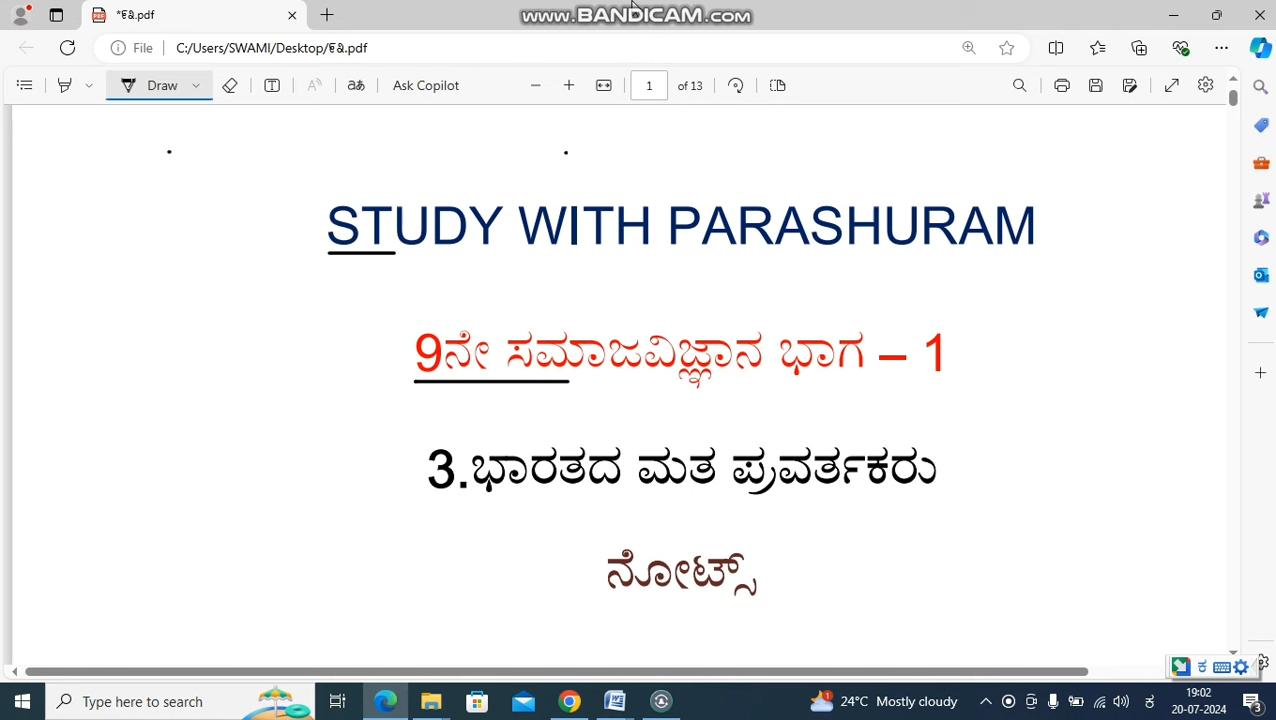 *ಕ೩.pdf
www.BANDICAM.com
File
C:/Users/SWAMI/Desktop/ಕ೩.pdf
Draw
Ask Copilot
1
of 13
STUDY WITH PARASHURAM
9ನೇ ಸಮಾಜವಿಜ್ಞಾನ ಭಾಗ – 1
3.ಭಾರತದ ಮತ ಪ್ರವರ್ತಕರು
ನೋಟ್ಸ್
Type here to search
24°C Mostly cloudy
19:02
20-07-2024